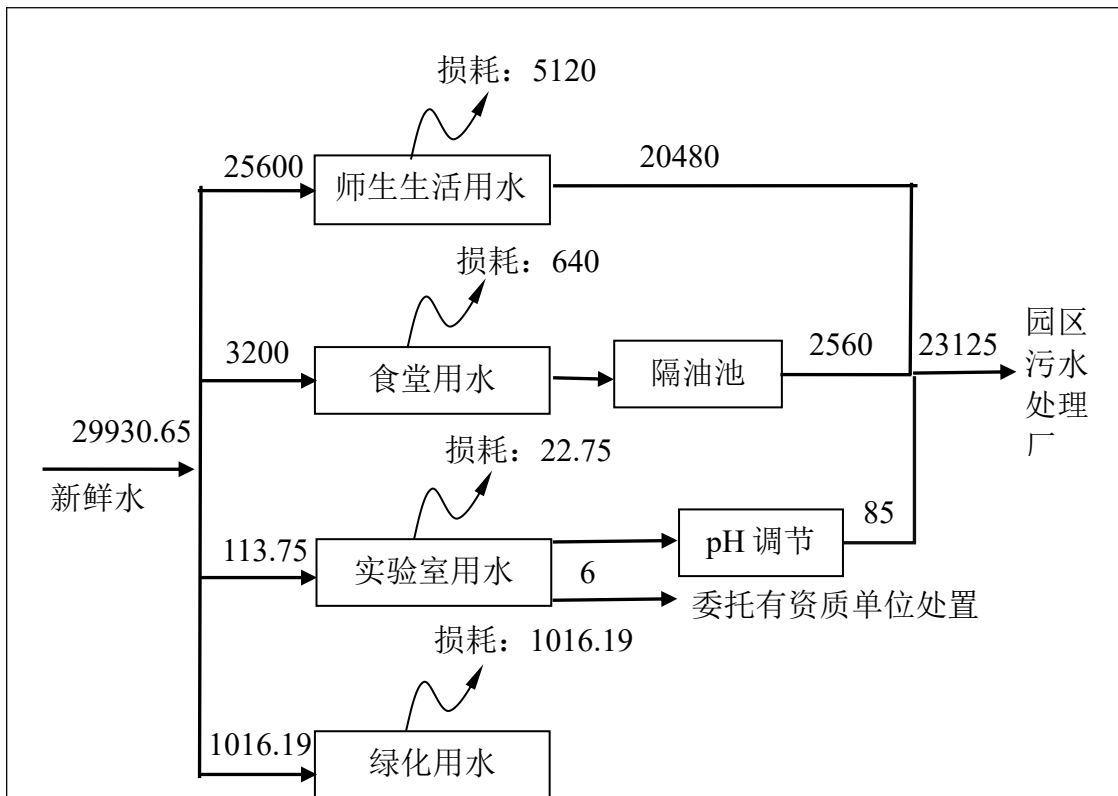 损耗：5120
25600
师生生活用水
20480
损耗：640
3200
食堂用水
隔油池
2560
23125
园区
污水
处理
厂
29930.65
新鲜水
损耗：22.75
113.75
实验室用水
pH 调节
85
6
委托有资质单位处置
损耗：1016.19
1016.19
绿化用水